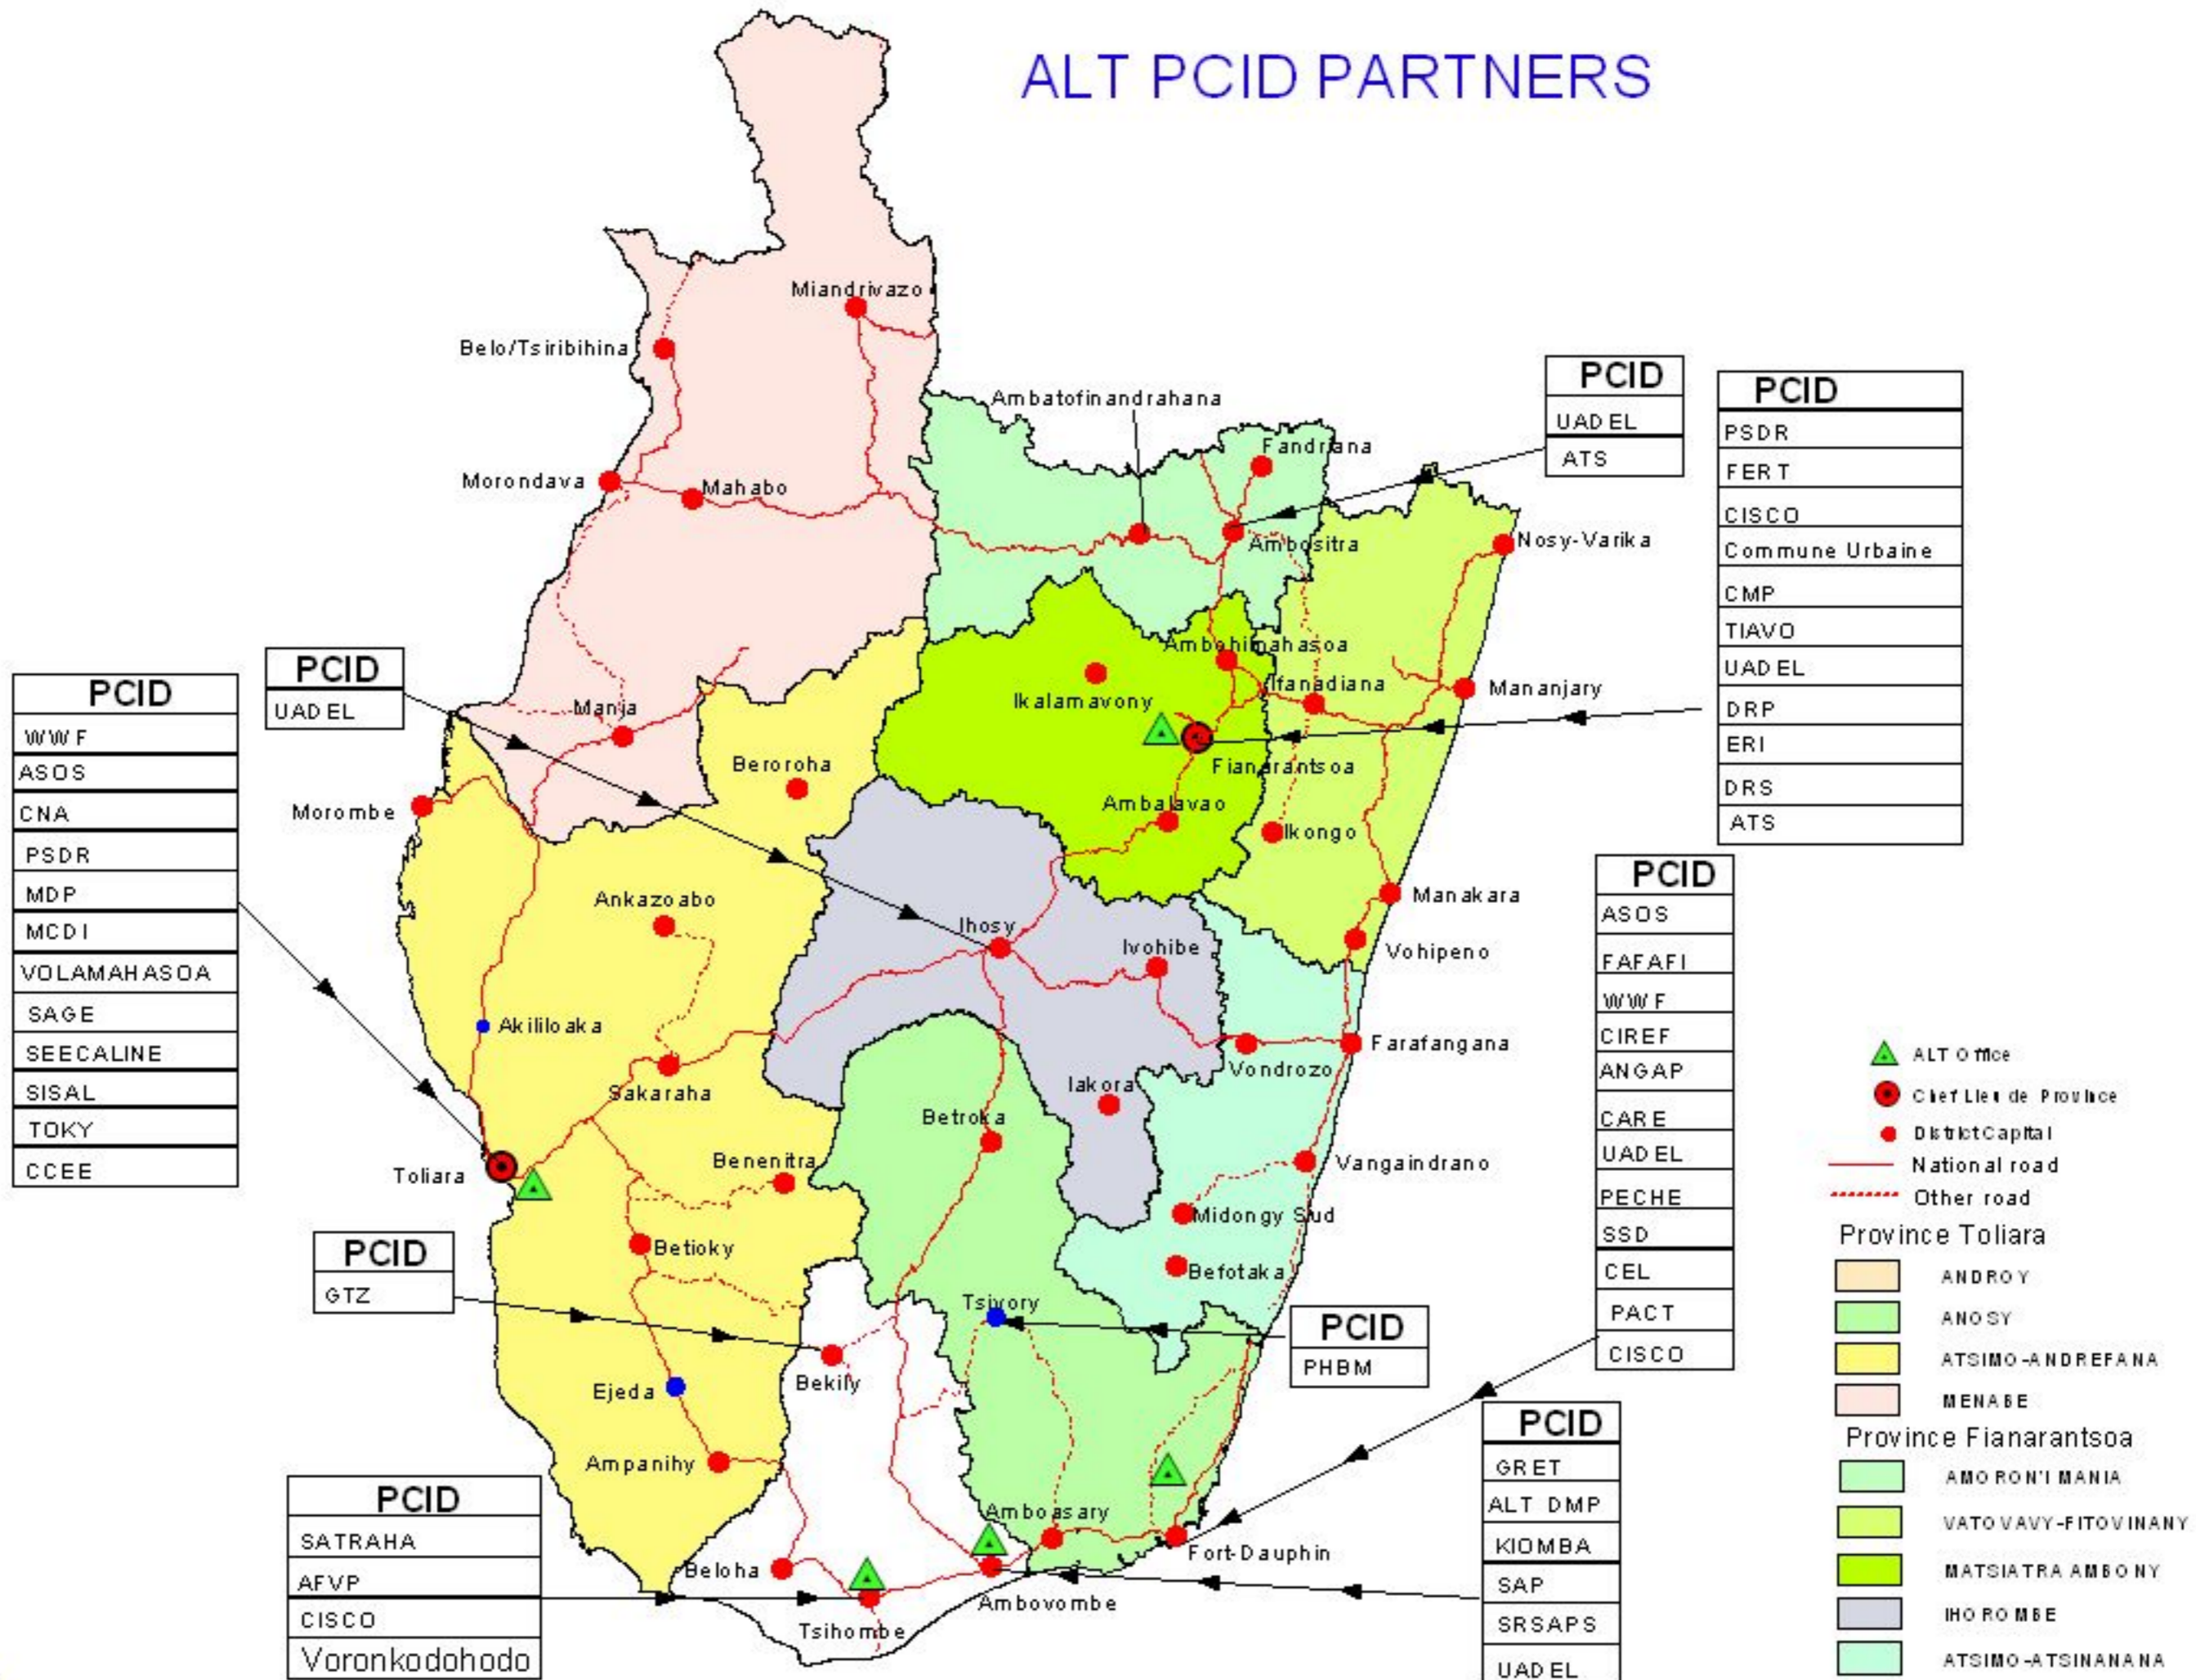 ALT PCID PARTNERS
Miandrivazo
Belo/Tsiribihina
Ambatofinandrahana
Fandriana
Morondava
Mahabo
Ambositra
Nosy-Varika
PCID
UADEL
ATS
PCID
PSDR
FERT
CISCO
Commune Urbaine
CMP
TIAVO
UADEL
DRP
ERI
DRS
ATS
PCID
UADEL
PCID
WWF
ASOS
CNA
PSDR
MDP
MCDI
VOLAMAHASOA
SAGE
SEECALINE
SISAL
TOKY
CCEE
Ambohimahasoa
Ikalamavony
Ifanadiana
Mananjary
Manja
Beroroha
Fianarantsoa
Morombe
Ambalavao
Ikongo
Ankazoabo
Manakara
Ihosy
Ivohibe
Vohipeno
Akililoaka
Farafangana
Sakaraha
Vondrozo
Iakora
Betroka
Toliara
Benenitra
Vangaindrano
Midongy Sud
Betioky
Befotaka
PCID
ASOS
FAFAFI
WWF
CIREF
ANGAP
CARE
UADEL
PECHE
SSD
CEL
PACT
CISCO
PCID
GTZ
Tsivory
PCID
PHBM
Bekily
Ejeda
Ampanihy
Amboasary
Fort-Dauphin
Beloha
Ambovombe
Tsihombe
PCID
SATRAHA
AFVP
CISCO
Voronkodohodo
PCID
GRET
ALT DMP
KIOMBA
SAP
SRSAPS
UADEL
ALT Office
Chef Lieu de Province
District Capital
National road
Other road
Province Toliara
ANDROY
ANOSY
ATSIMO-ANDREFANA
MENABE
Province Fianarantsoa
AMORON'I MANIA
VATOVAVY-FITOVINANY
MATSIATRA AMBONY
IHOROMBE
ATSIMO-ATSINANANA